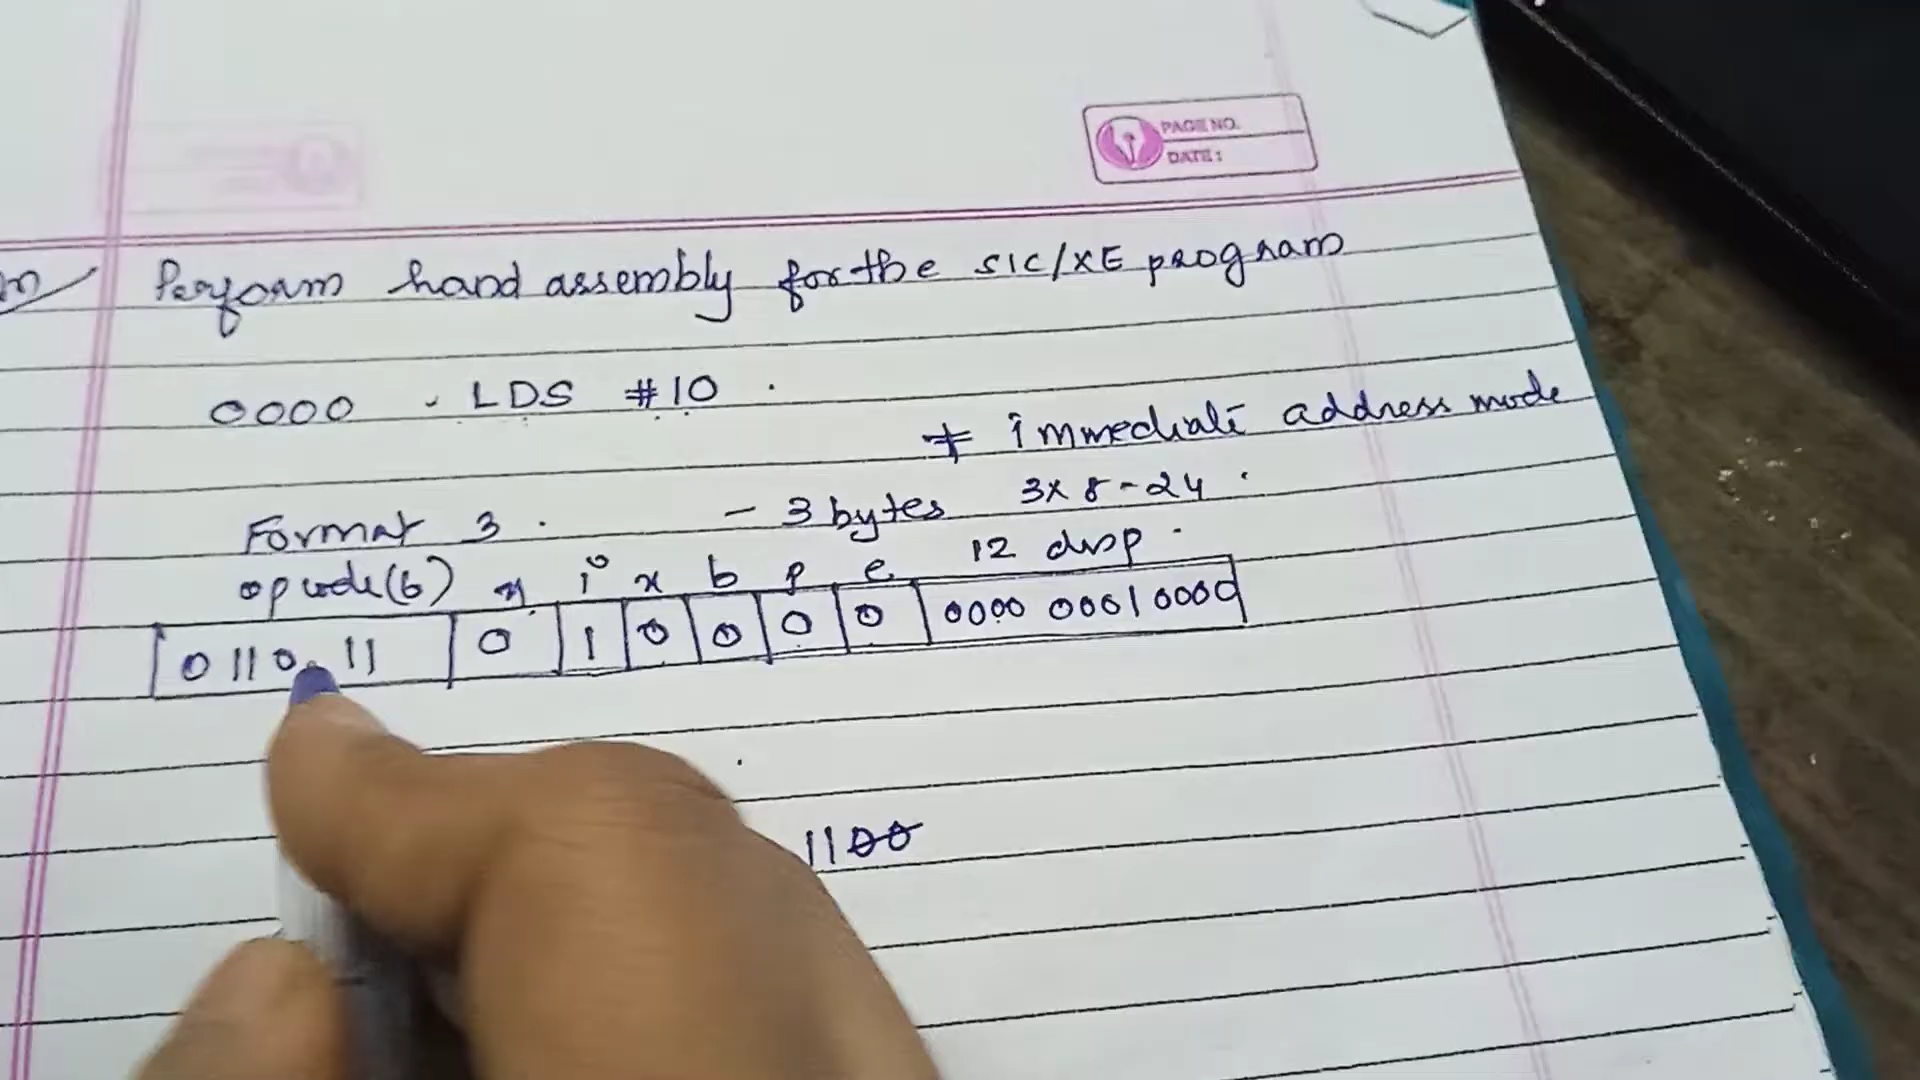 PAGE NO.
DATE:
Perform hand assembly for the SIC/XE program
0000 . LDS #10 .
* immediate address mode
Format 3 . - 3 bytes 3x8-24 .
opcode(6) n i x b p e 12 disp .
0110 11 0 1 0 0 0 0 0000 0001 0000
1100